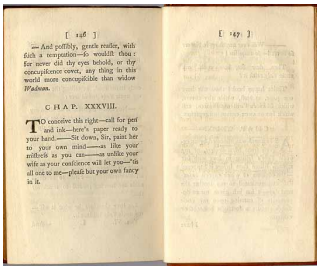 [ 146 ]
— And possibly, gentle reader, with
such a temptation—so wouldst thou:
for never did thy eyes behold, or thy
concupiscence covet, any thing in this
world more concupiscible than widow
Wadman.
CHAP. XXXVIII.
TO conceive this right—call for pen
and ink—here's paper ready to
your hand.——Sit down, Sir, paint her
to your own mind——as like your
mistress as you can——as unlike your
wife as your conscience will let you—'tis
all one to me—please but your own fancy
in it.
[ 147 ]